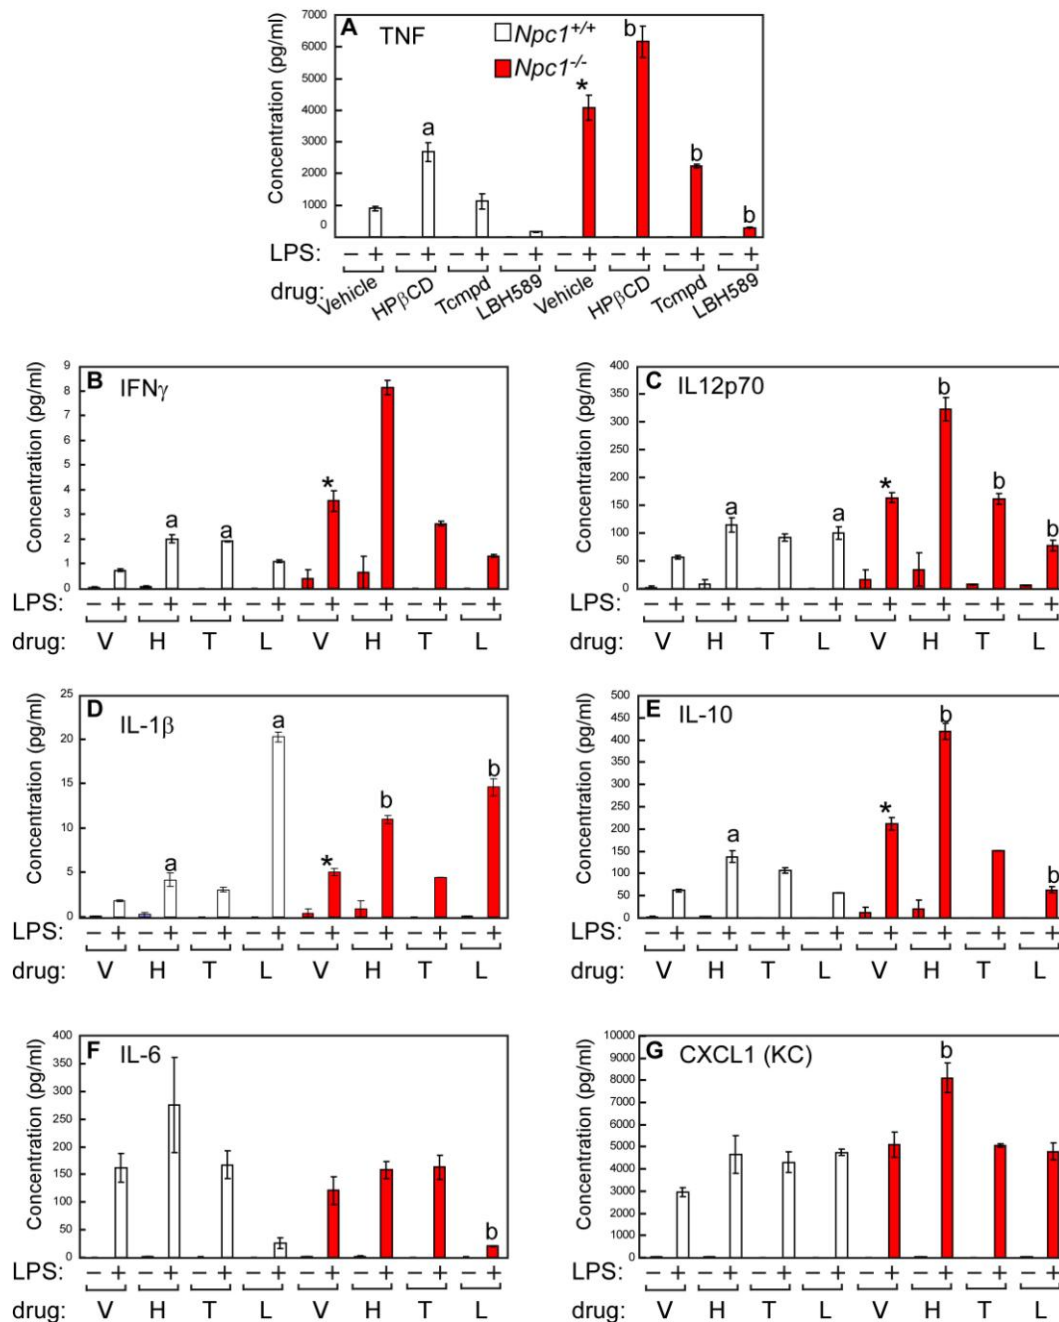 A TNF
Npc1+/+
Npc1-/-
Concentration (pg/ml)
7000
6000
5000
4000
3000
2000
1000
0
a * b b b
LPS: − + − + − + − + − + − + − + − +
drug: Vehicle HPβCD Tcmpd LBH589 Vehicle HPβCD Tcmpd LBH589
B IFNγ
Concentration (pg/ml)
9
8
7
6
5
4
3
2
1
0
a a *
LPS: − + − + − + − + − + − + − + − +
drug: V H T L V H T L
C IL12p70
Concentration (pg/ml)
400
350
300
250
200
150
100
50
0
a a * b b b
LPS: − + − + − + − + − + − + − + − +
drug: V H T L V H T L
D IL-1β
Concentration (pg/ml)
25
20
15
10
5
0
a a * b b
LPS: − + − + − + − + − + − + − + − +
drug: V H T L V H T L
E IL-10
Concentration (pg/ml)
500
450
400
250
200
150
100
50
0
a * b b
LPS: − + − + − + − + − + − + − + − +
drug: V H T L V H T L
F IL-6
Concentration (pg/ml)
400
350
300
250
200
150
100
50
0
b
LPS: − + − + − + − + − + − + − + − +
drug: V H T L V H T L
G CXCL1 (KC)
Concentration (pg/ml)
10000
9000
8000
7000
6000
5000
4000
3000
2000
1000
0
b
LPS: − + − + − + − + − + − + − + − +
drug: V H T L V H T L